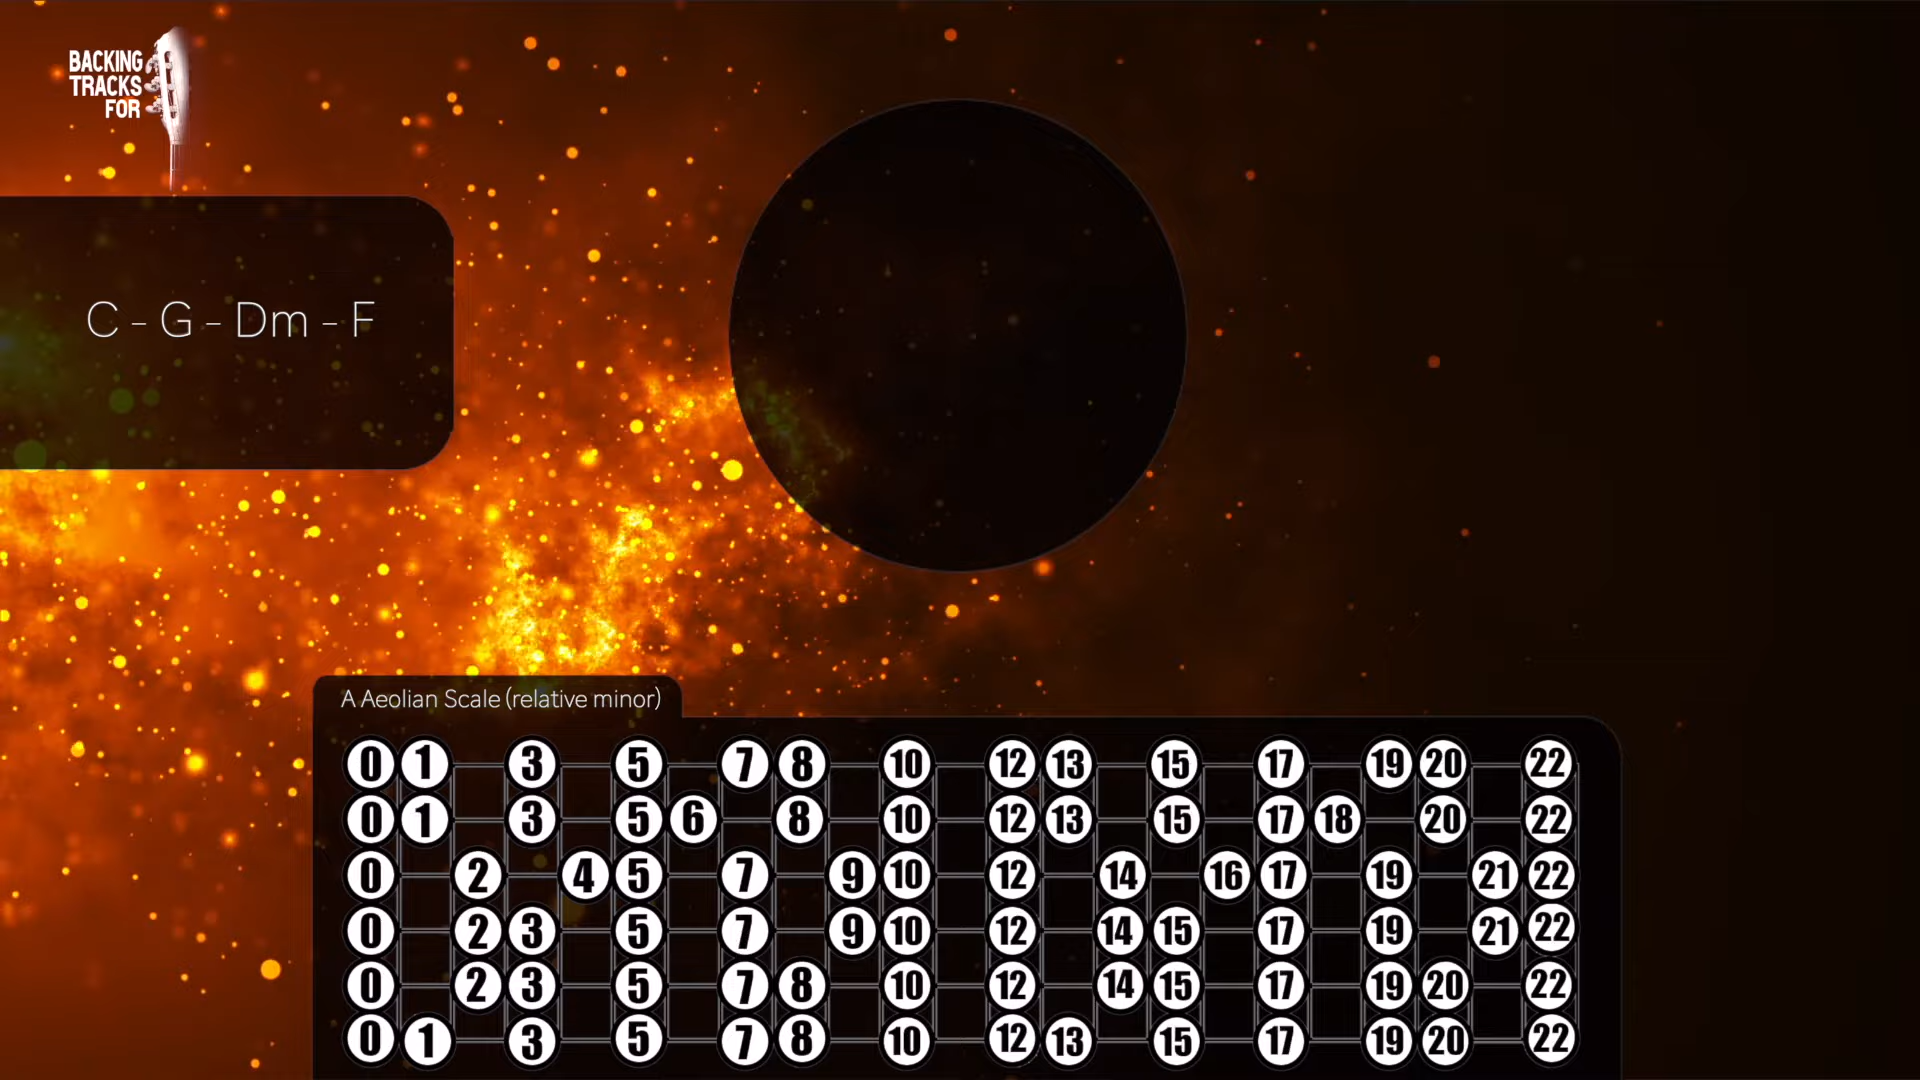 BACKING
TRACKS
FOR
C - G - Dm - F
A Aeolian Scale (relative minor)
0 1 3 5 7 8 10 12 13 15 17 19 20 22
0 1 3 5 6 8 10 12 13 15 17 18 20 22
0 2 4 5 7 9 10 12 14 16 17 19 21 22
0 2 3 5 7 9 10 12 14 15 17 19 21 22
0 2 3 5 7 8 10 12 14 15 17 19 20 22
0 1 3 5 7 8 10 12 13 15 17 19 20 22